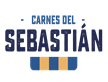 - CARNES DEL -
SEBASTIÁN